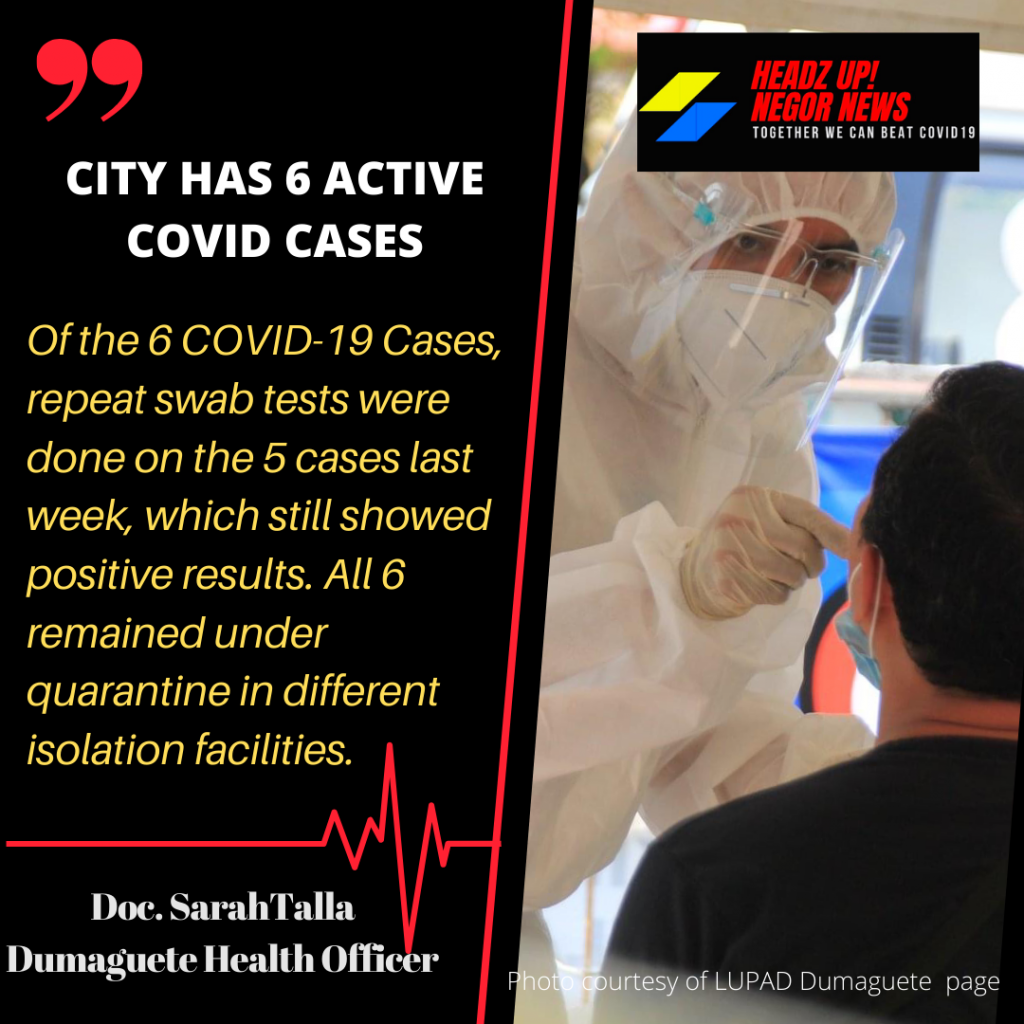 HEADZ UP!
NEGOR NEWS
TOGETHER WE CAN BEAT COVID19
CITY HAS 6 ACTIVE
COVID CASES
Of the 6 COVID-19 Cases,
repeat swab tests were
done on the 5 cases last
week, which still showed
positive results. All 6
remained under
quarantine in different
isolation facilities.
Doc. SarahTalla
Dumaguete Health Officer
Photo courtesy of LUPAD Dumaguete page